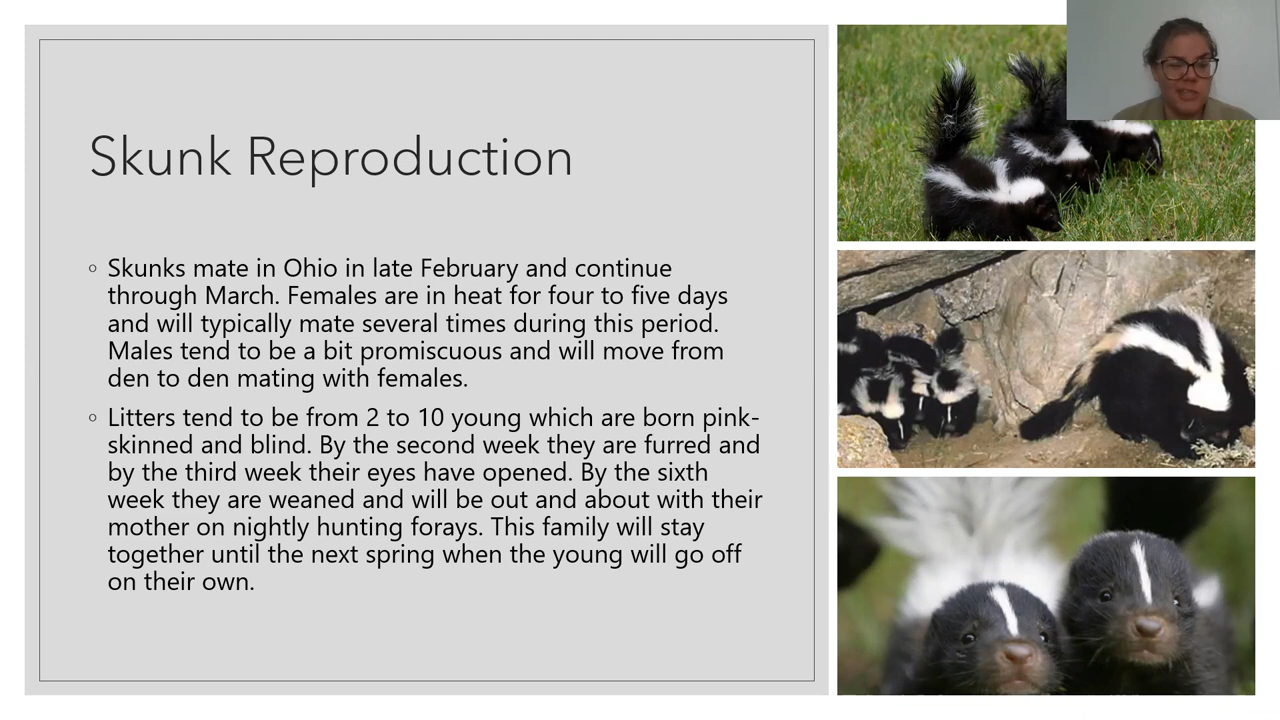 Skunk Reproduction
◦ Skunks mate in Ohio in late February and continue
through March. Females are in heat for four to five days
and will typically mate several times during this period.
Males tend to be a bit promiscuous and will move from
den to den mating with females.
◦ Litters tend to be from 2 to 10 young which are born pink-
skinned and blind. By the second week they are furred and
by the third week their eyes have opened. By the sixth
week they are weaned and will be out and about with their
mother on nightly hunting forays. This family will stay
together until the next spring when the young will go off
on their own.